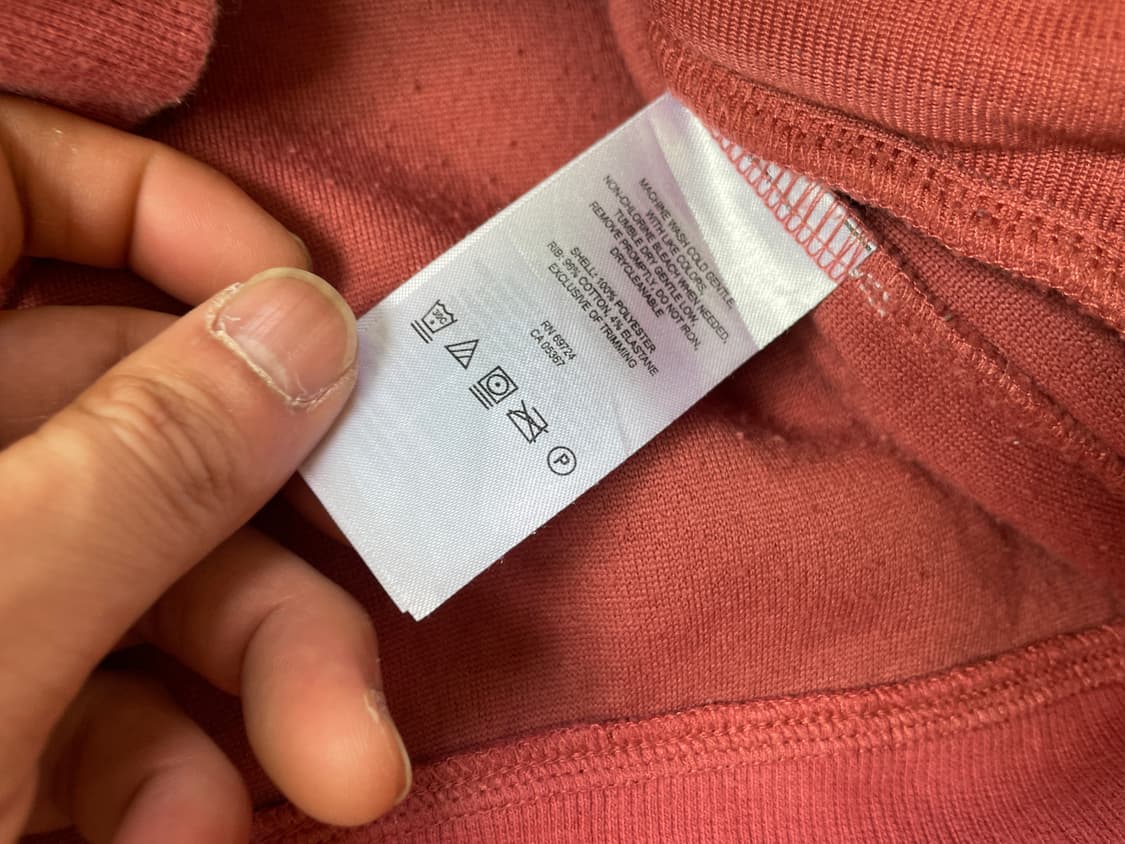 MACHINE WASH COLD GENTLE,
WITH LIKE COLORS.
NON-CHLORINE BLEACH WHEN NEEDED.
TUMBLE DRY GENTLE LOW.
REMOVE PROMPTLY. DO NOT IRON.
DRYCLEANABLE
SHELL: 100% POLYESTER
RIB: 96% COTTON, 4% ELASTANE
EXCLUSIVE OF TRIMMING
RN 69724
CA 05367
30C
P